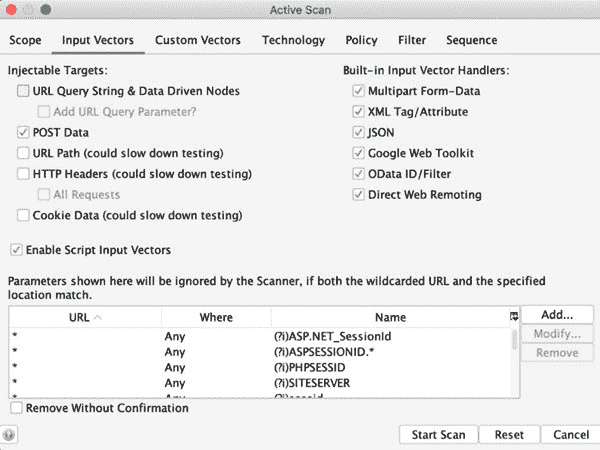 Active Scan
Scope Input Vectors Custom Vectors Technology Policy Filter Sequence
Injectable Targets: Built-in Input Vector Handlers:
URL Query String & Data Driven Nodes Multipart Form-Data
Add URL Query Parameter? XML Tag/Attribute
POST Data JSON
URL Path (could slow down testing) Google Web Toolkit
HTTP Headers (could slow down testing) OData ID/Filter
All Requests Direct Web Remoting
Cookie Data (could slow down testing)
Enable Script Input Vectors
Parameters shown here will be ignored by the Scanner, if both the wildcarded URL and the specified
location match.
URL Where Name Add...
* Any (?i)ASP.NET_SessionId Modify...
* Any (?i)ASPSESSIONID.* Remove
* Any (?i)PHPSESSID
* Any (?i)SITESERVER
Remove Without Confirmation
? Start Scan Reset Cancel